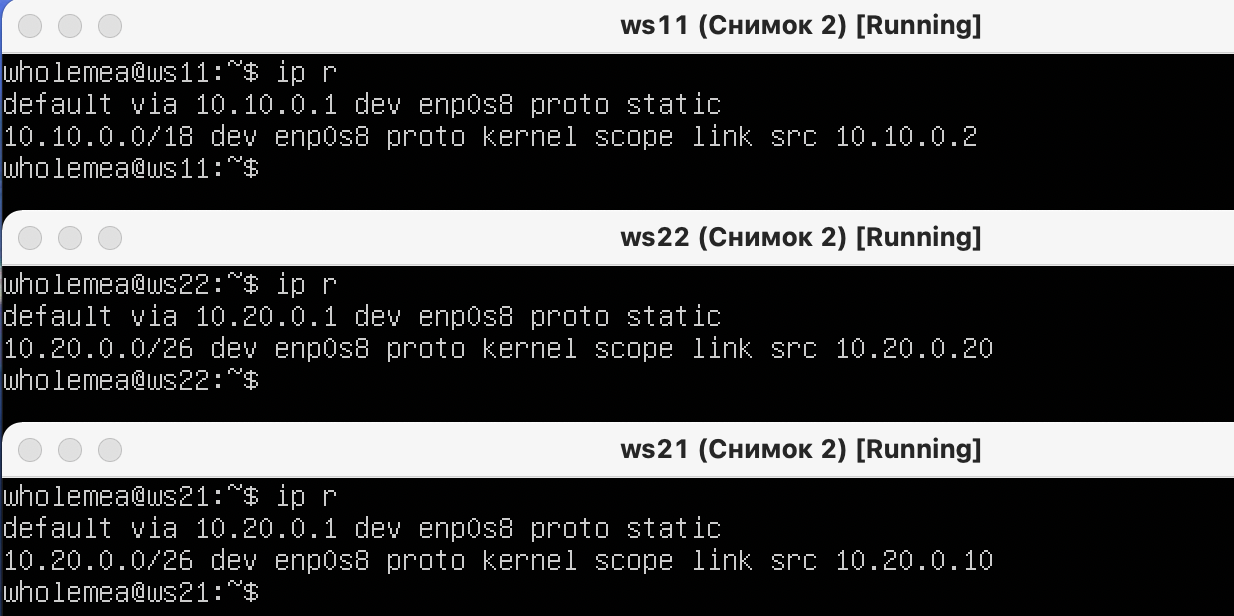 ws11 (Снимок 2) [Running]
wholemea@ws11:~$ ip r
default via 10.10.0.1 dev enp0s8 proto static
10.10.0.0/18 dev enp0s8 proto kernel scope link src 10.10.0.2
wholemea@ws11:~$
ws22 (Снимок 2) [Running]
wholemea@ws22:~$ ip r
default via 10.20.0.1 dev enp0s8 proto static
10.20.0.0/26 dev enp0s8 proto kernel scope link src 10.20.0.20
wholemea@ws22:~$
ws21 (Снимок 2) [Running]
wholemea@ws21:~$ ip r
default via 10.20.0.1 dev enp0s8 proto static
10.20.0.0/26 dev enp0s8 proto kernel scope link src 10.20.0.10
wholemea@ws21:~$